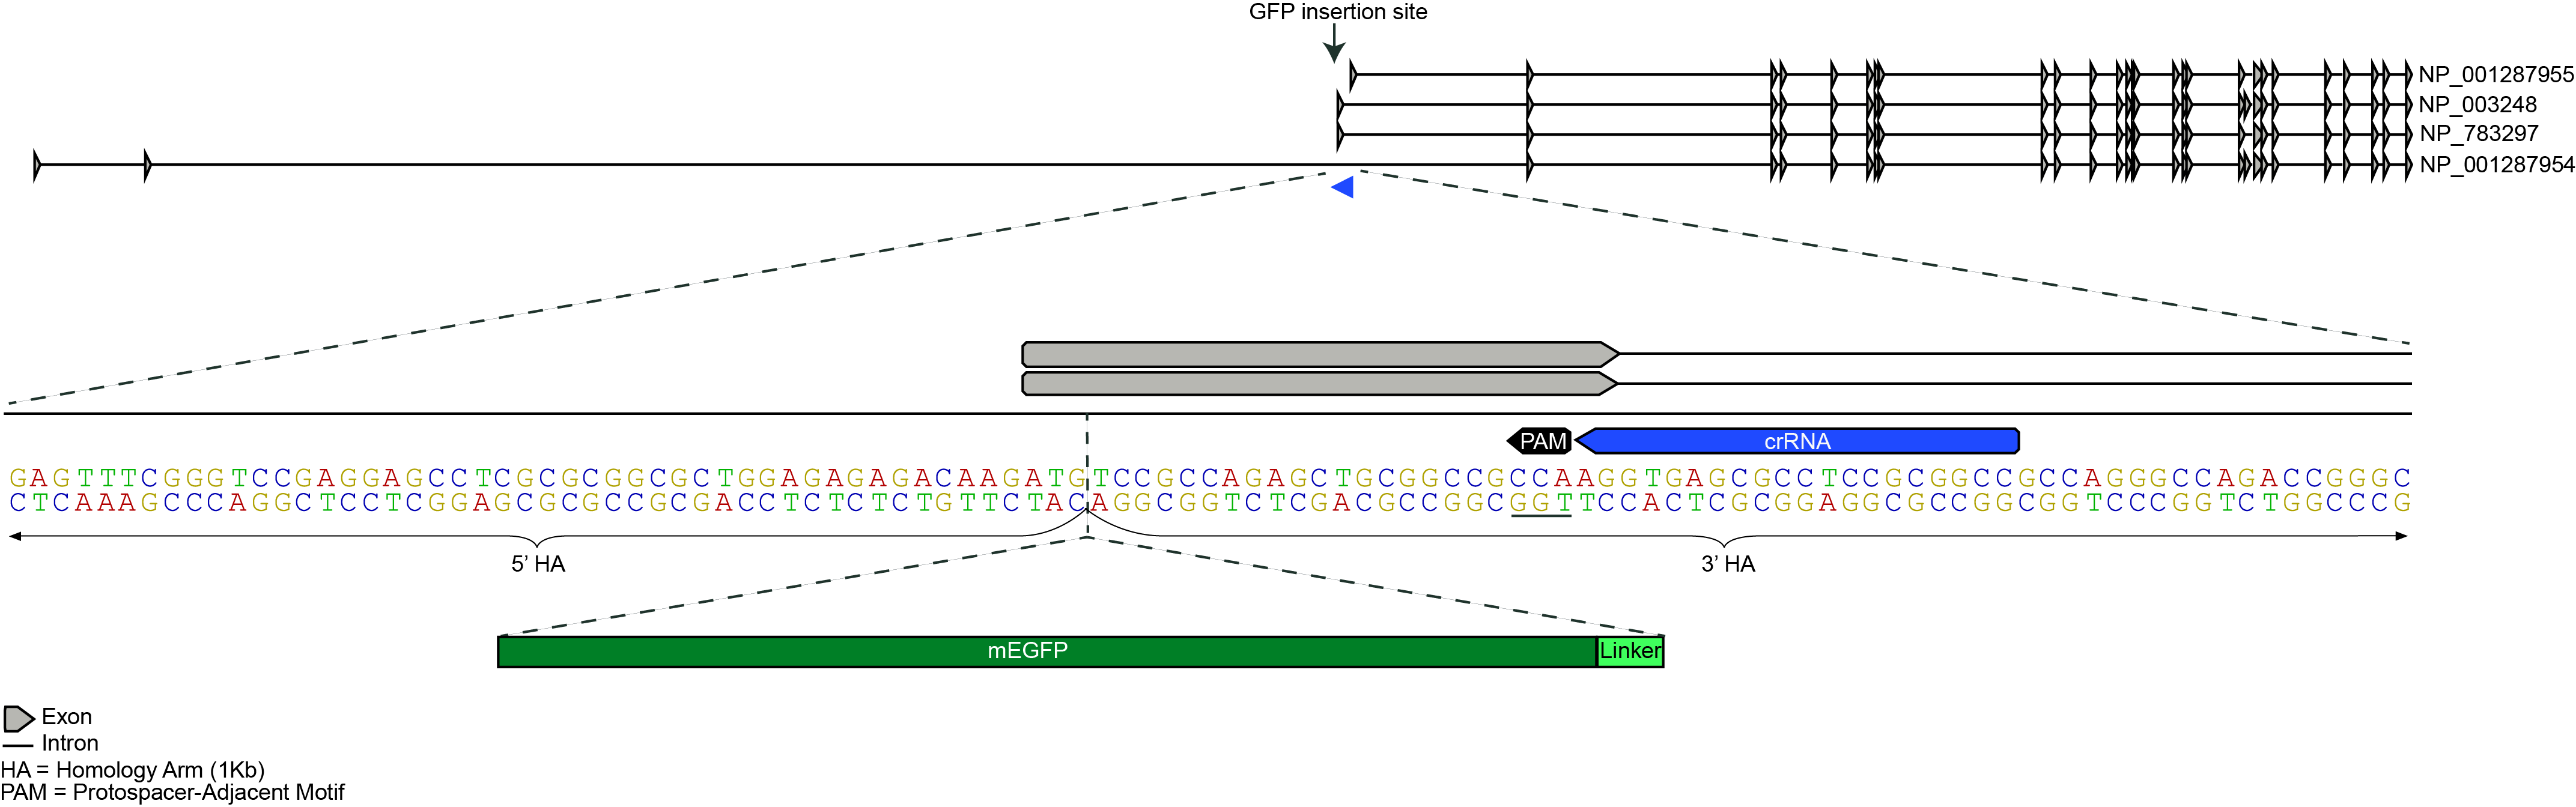 GFP insertion site
NP_001287955
NP_003248
NP_783297
NP_001287954
PAM
crRNA
GAGTTTCGGGTCCGAGGAGCCTCGCGCGGCGCTGGAGAGAGACAAGATGTCCGCCAGAGCTGCGGCCGCCAAGGTGAGCGCCTCCGCGGCCGCCAGGGCCAGACCGGGC
CTCAAAGCCCAGGCTCCTCGGAGCGCGCCGCGACCTCTCTCTGTTCTACAGGCGGTCTCGACGCCGGCGGTTCCACTCGCGGAGGCGCCGGCGGTCCCGGTCTGGCCCG
5’ HA
3’ HA
mEGFP
Linker
Exon
Intron
HA = Homology Arm (1Kb)
PAM = Protospacer-Adjacent Motif